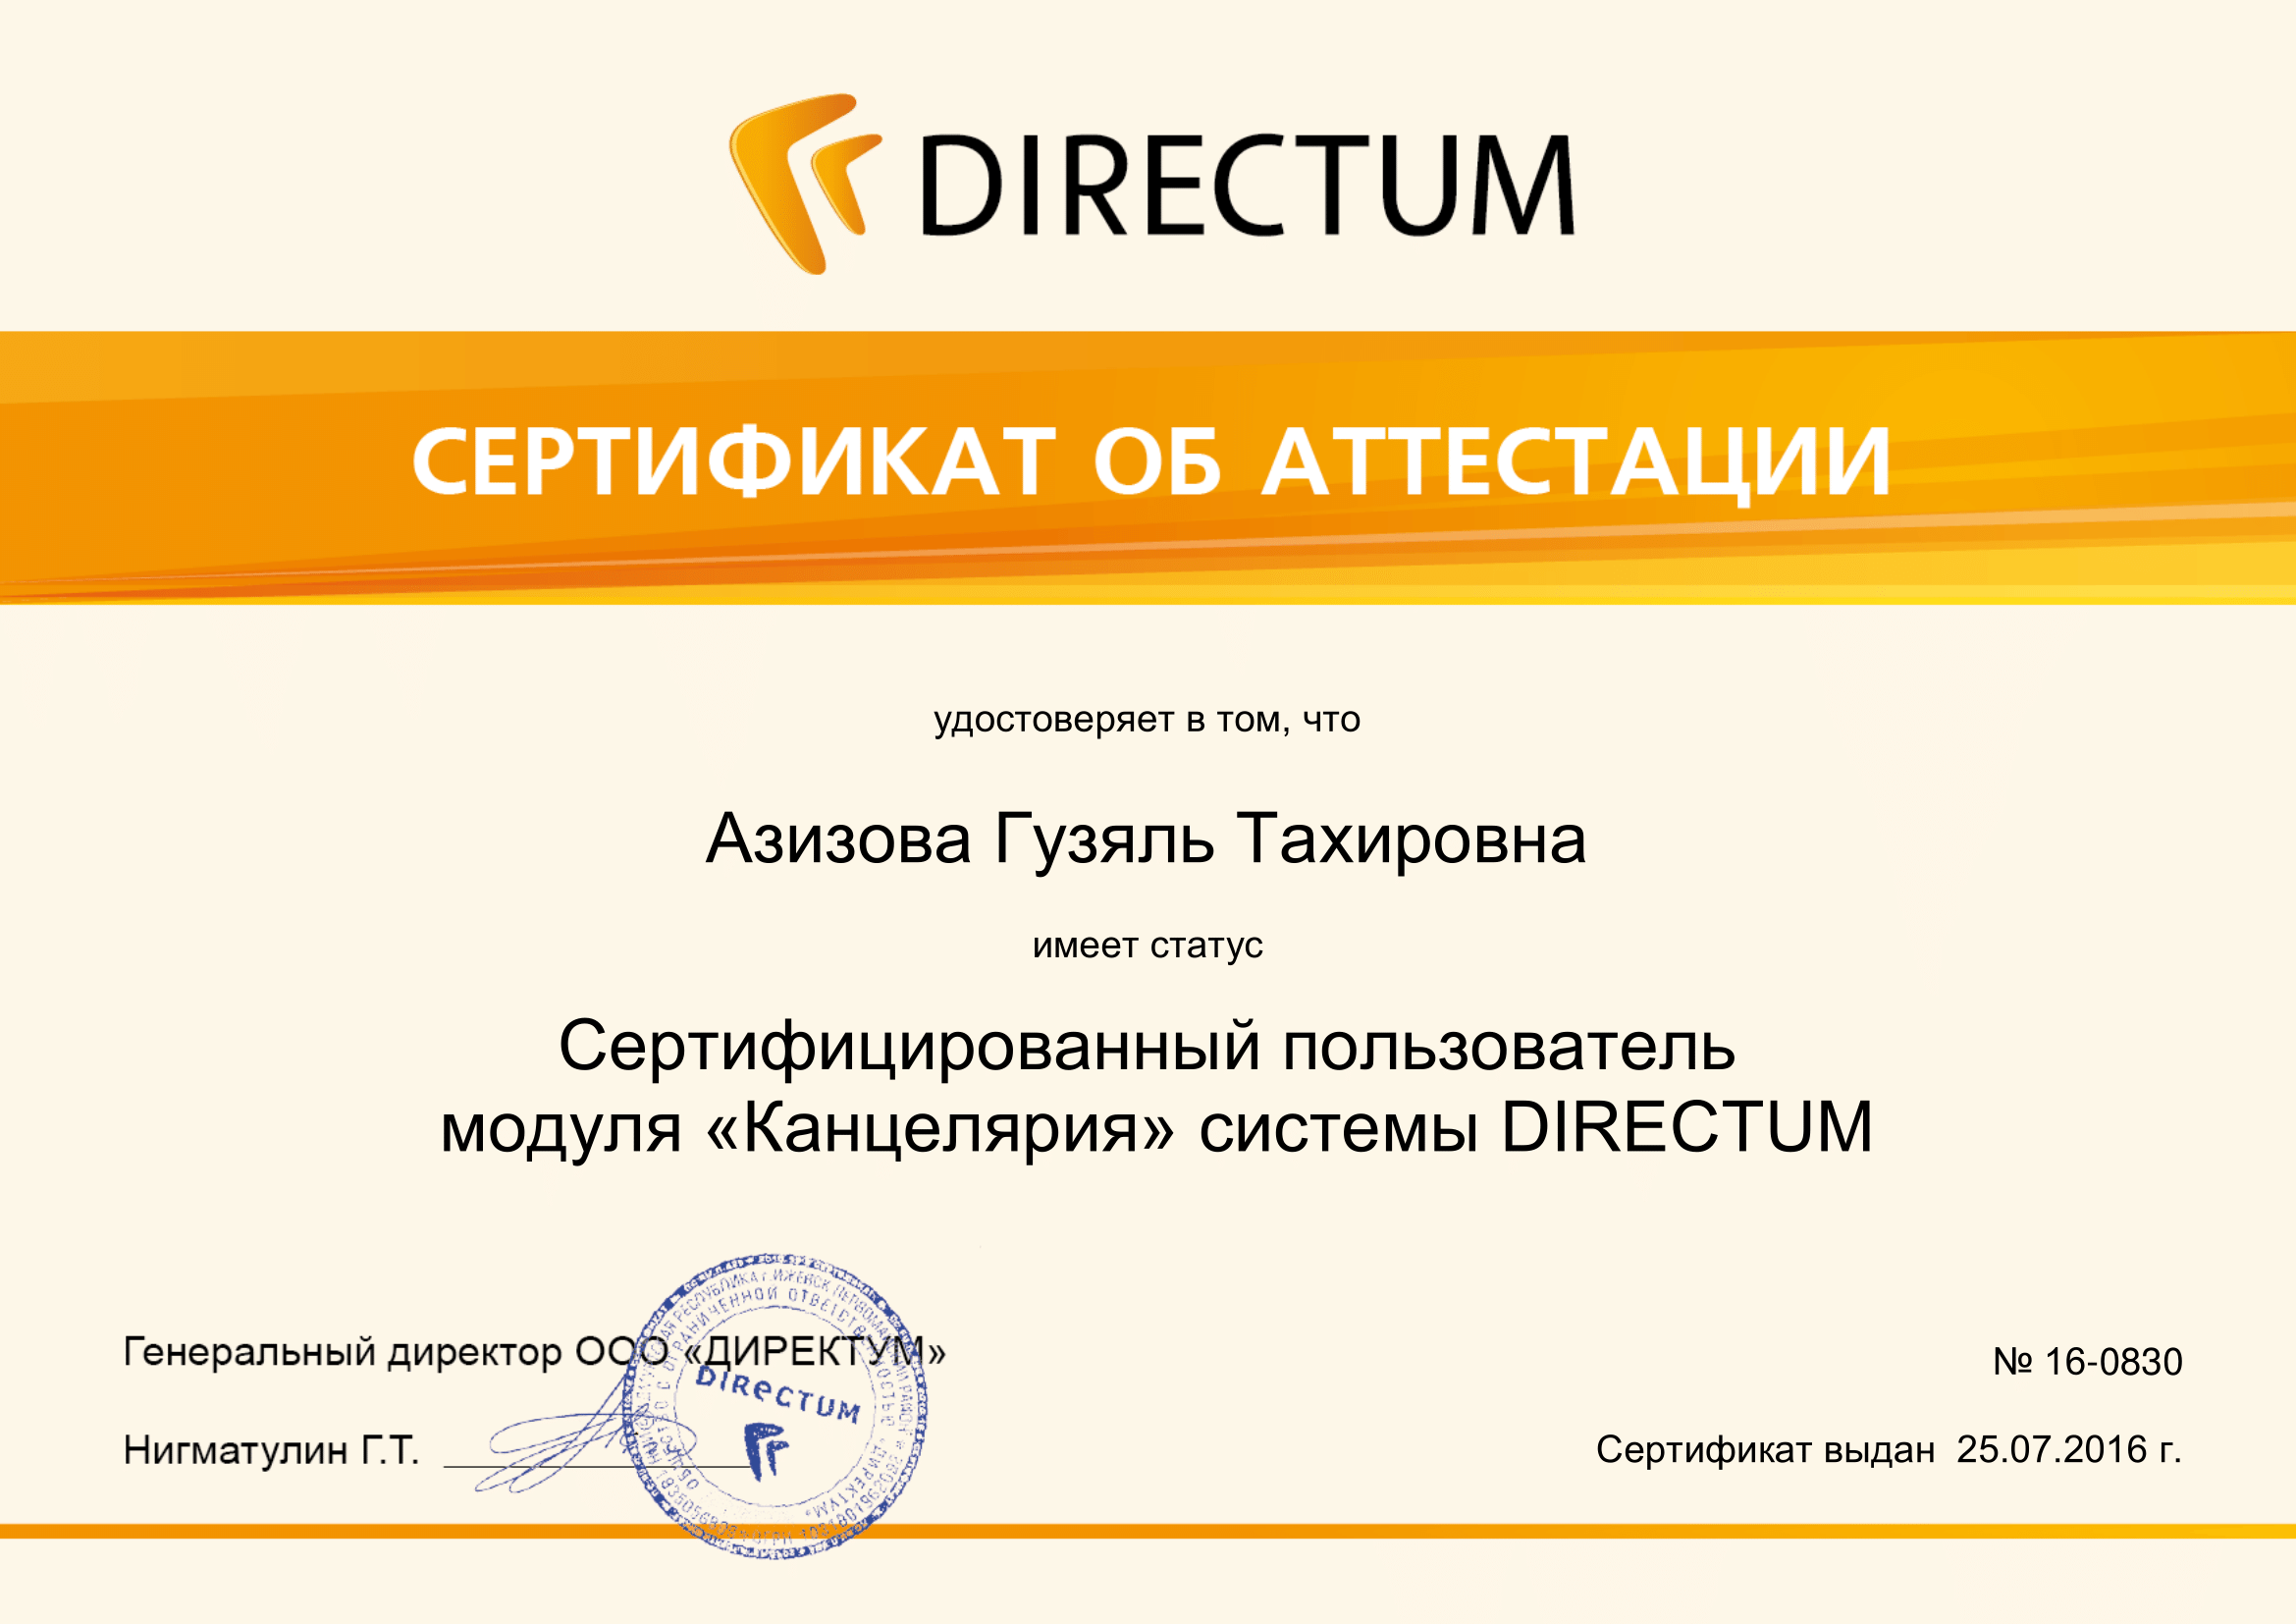 DIRECTUM
СЕРТИФИКАТ ОБ АТТЕСТАЦИИ
удостоверяет в том, что
Азизова Гузяль Тахировна
имеет статус
Сертифицированный пользователь
модуля «Канцелярия» системы DIRECTUM
Генеральный директор ООО «ДИРЕКТУМ»
Нигматулин Г.Т.
DIRECTUM
№ 16-0830
Сертификат выдан 25.07.2016 г.